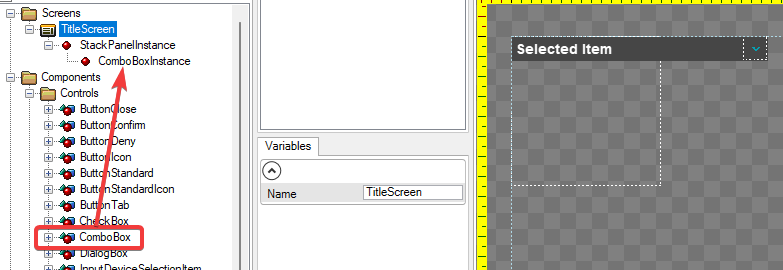 Screens
TitleScreen
StackPanelInstance
ComboBoxInstance
Components
Controls
ButtonClose
ButtonConfirm
ButtonDeny
ButtonIcon
ButtonStandard
ButtonStandardIcon
ButtonTab
CheckBox
ComboBox
DialogBox
InputDeviceSelectionItem
Variables
Name
TitleScreen
Selected Item